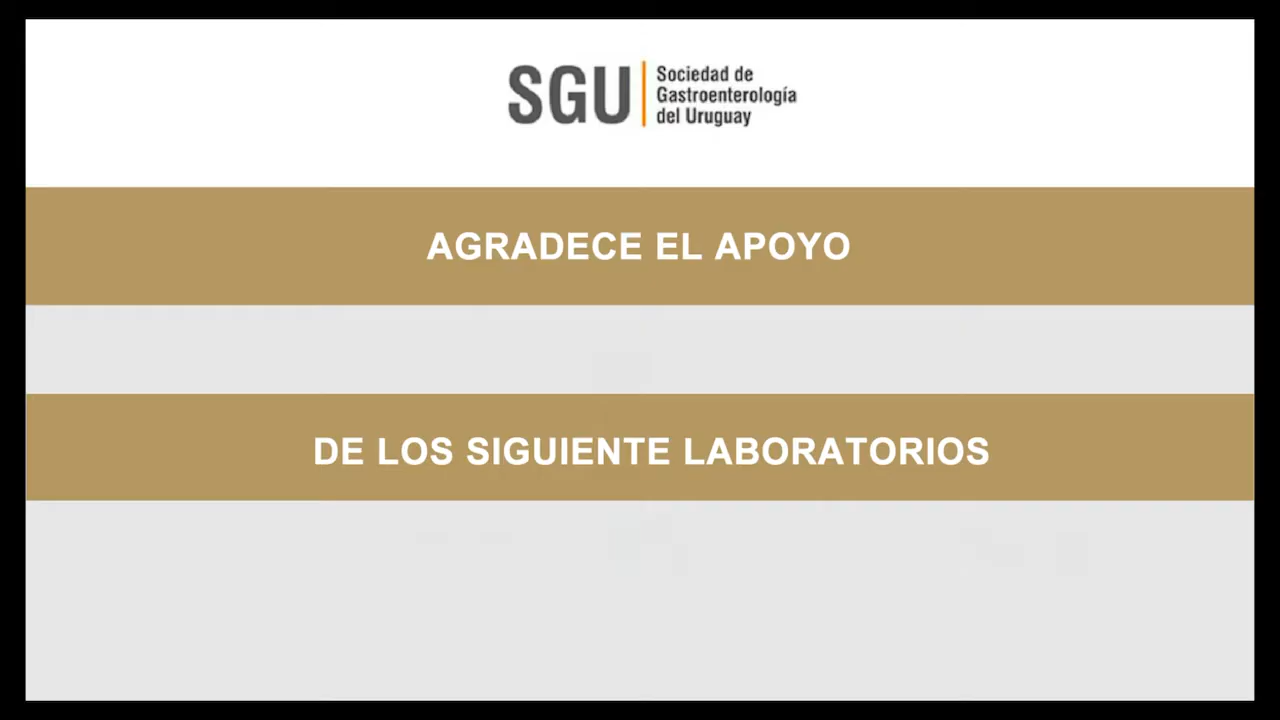 SGU
Sociedad de
Gastroenterología
del Uruguay
AGRADECE EL APOYO
DE LOS SIGUIENTE LABORATORIOS